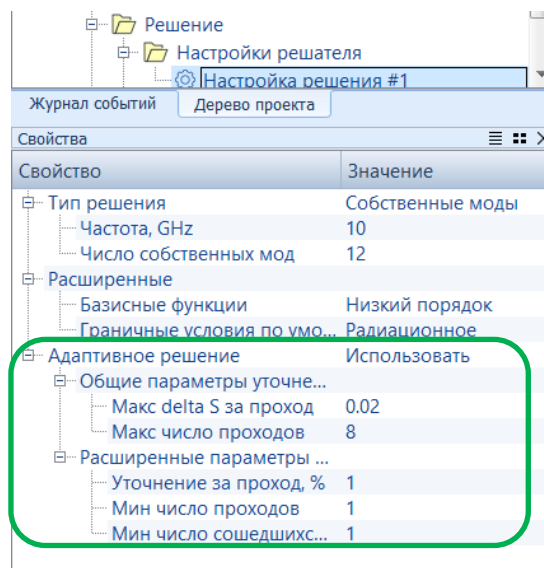 Решение
Настройки решателя
Настройка решения #1
Журнал событий Дерево проекта
Свойства
Свойство Значение
Тип решения Собственные моды
Частота, GHz 10
Число собственных мод 12
Расширенные
Базисные функции Низкий порядок
Граничные условия по умо... Радиационное
Адаптивное решение Использовать
Общие параметры уточне...
Макс delta S за проход 0.02
Макс число проходов 8
Расширенные параметры ...
Уточнение за проход, % 1
Мин число проходов 1
Мин число сошедшихс... 1